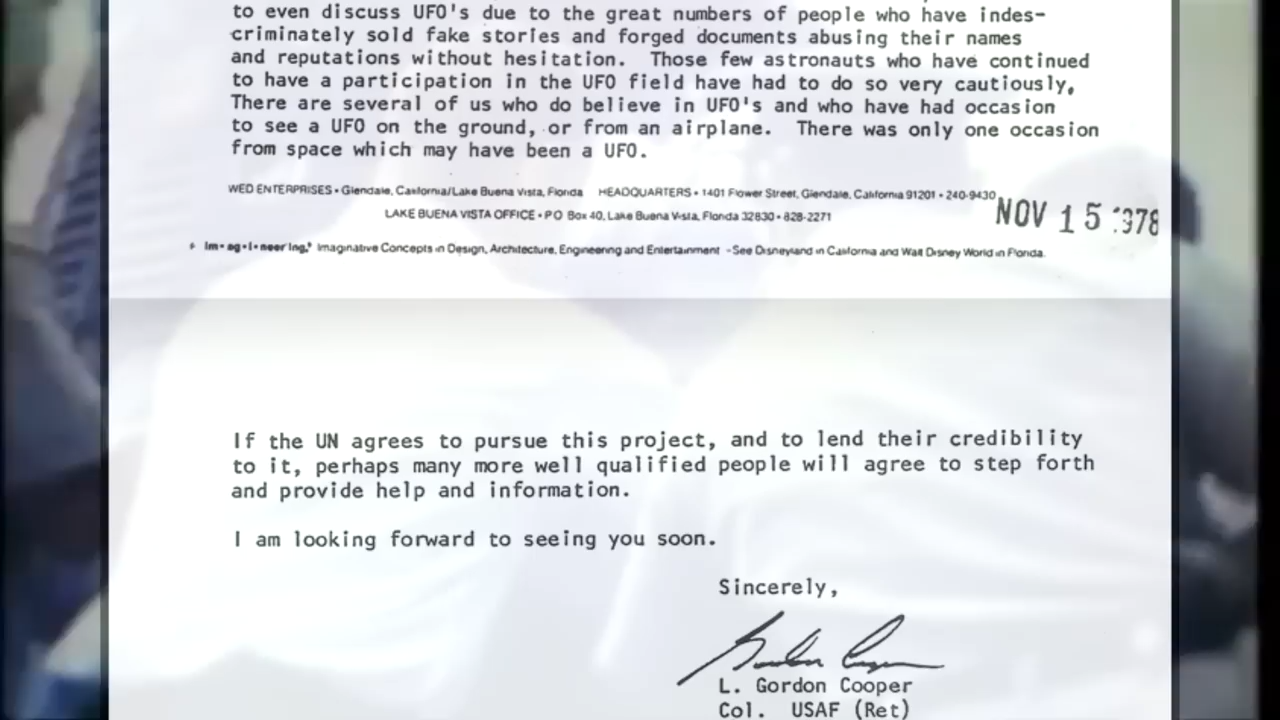 to even discuss UFO's due to the great numbers of people who have indes-
criminately sold fake stories and forged documents abusing their names
and reputations without hesitation. Those few astronauts who have continued
to have a participation in the UFO field have had to do so very cautiously.
There are several of us who do believe in UFO's and who have had occasion
to see a UFO on the ground, or from an airplane. There was only one occasion
from space which may have been a UFO.
WED ENTERPRISES • Glendale, California/Lake Buena Vista, Florida HEADQUARTERS • 1401 Flower Street, Glendale, California 91201 • 240-9430
LAKE BUENA VISTA OFFICE • PO Box 40, Lake Buena Vista, Florida 32830 • 828-2271
NOV 15 1978
Im•ag•i•neer ing,* Imaginative Concepts in Design, Architecture, Engineering and Entertainment - See Disneyland in California and Walt Disney World in Florida.
If the UN agrees to pursue this project, and to lend their credibility
to it, perhaps many more well qualified people will agree to step forth
and provide help and information.
I am looking forward to seeing you soon.
Sincerely,
Gordon Cooper
L. Gordon Cooper
Col. USAF (Ret)